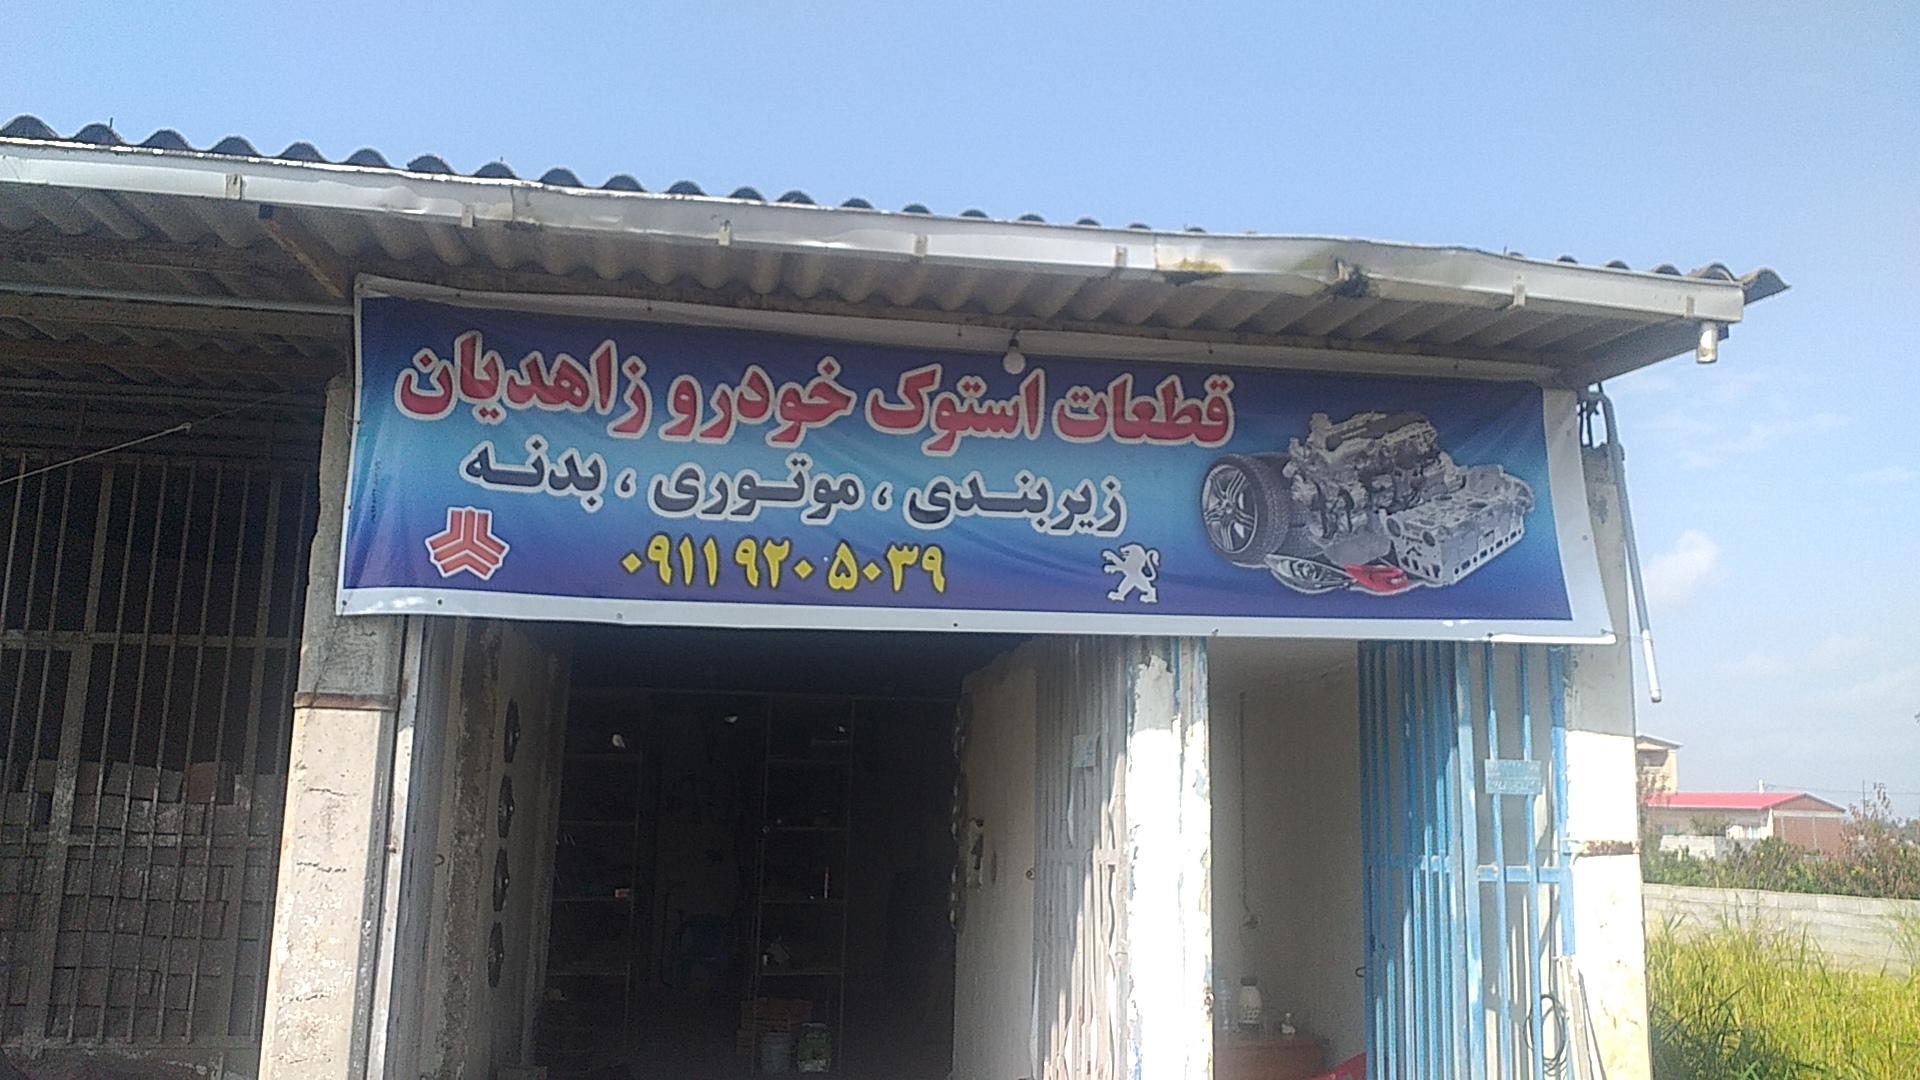 قطعات استوک خودرو زاهدیان
زیربندی ، موتوری ، بدنه
۰۹۱۱ ۹۲۰ ۵۰۳۹